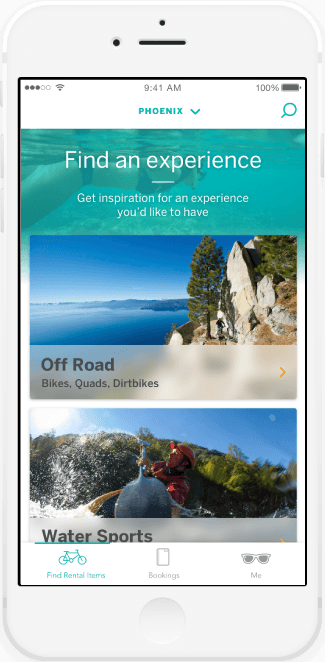 9:41 AM
100%
PHOENIX
Find an experience
Get inspiration for an experience
you'd like to have
Off Road
Bikes, Quads, Dirtbikes
Water Sports
Find Rental Items
Bookings
Me